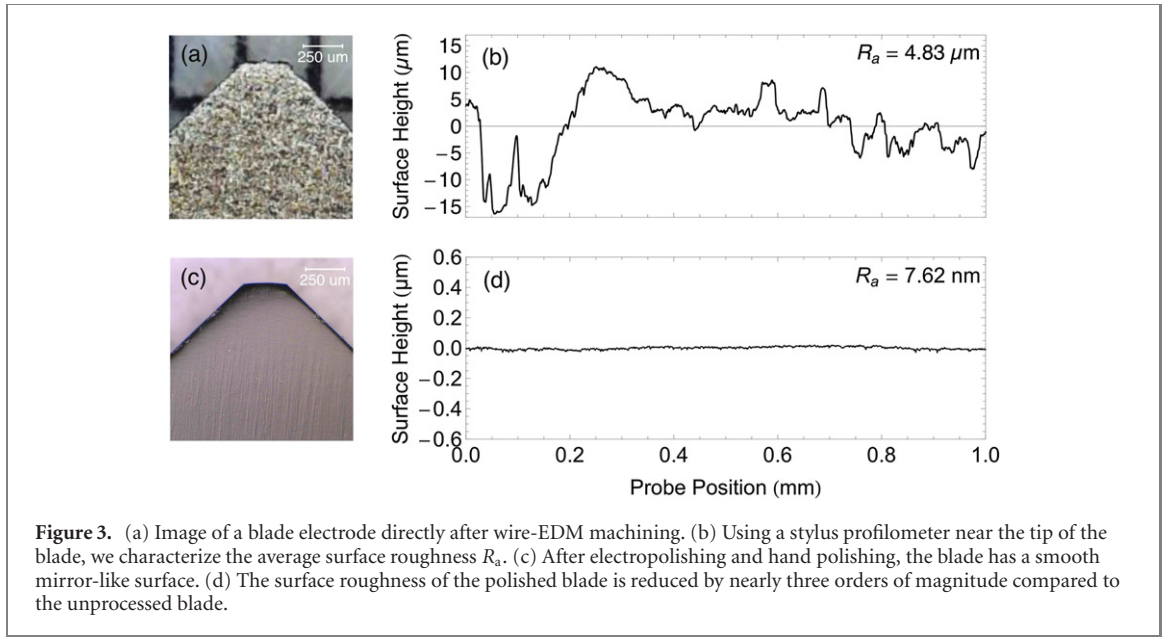 (a)
250 um
(b)
Ra = 4.83 μm
Surface Height (μm)
15
10
5
0
−5
−10
−15
(c)
250 um
(d)
Ra = 7.62 nm
Surface Height (μm)
0.6
0.4
0.2
0.0
−0.2
−0.4
−0.6
0.0 0.2 0.4 0.6 0.8 1.0
Probe Position (mm)
Figure 3. (a) Image of a blade electrode directly after wire-EDM machining. (b) Using a stylus profilometer near the tip of the
blade, we characterize the average surface roughness Ra. (c) After electropolishing and hand polishing, the blade has a smooth
mirror-like surface. (d) The surface roughness of the polished blade is reduced by nearly three orders of magnitude compared to
the unprocessed blade.